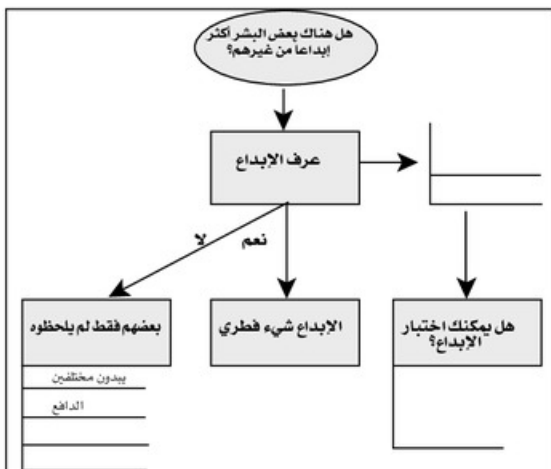 هل هناك بعض البشر أكثر
إبداعا من غيرهم؟
عرف الإبداع
لا
نعم
بعضهم فقط لم يلحظوه
الإبداع شيء فطري
هل يمكنك اختبار
الإبداع؟
يبدون مختلفين
الدافع